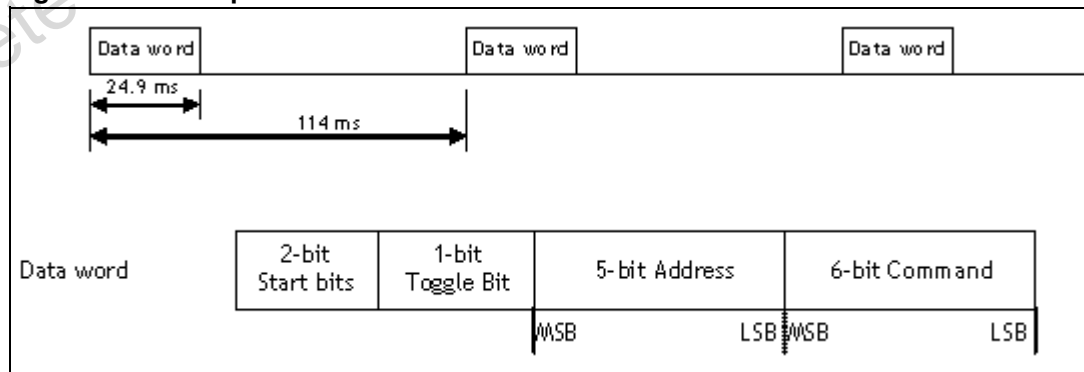 Data word Data word Data word
24.9 ms
114 ms
Data word
2-bit
Start bits
1-bit
Toggle Bit
5-bit Address
6-bit Command
MSB LSB MSB LSB